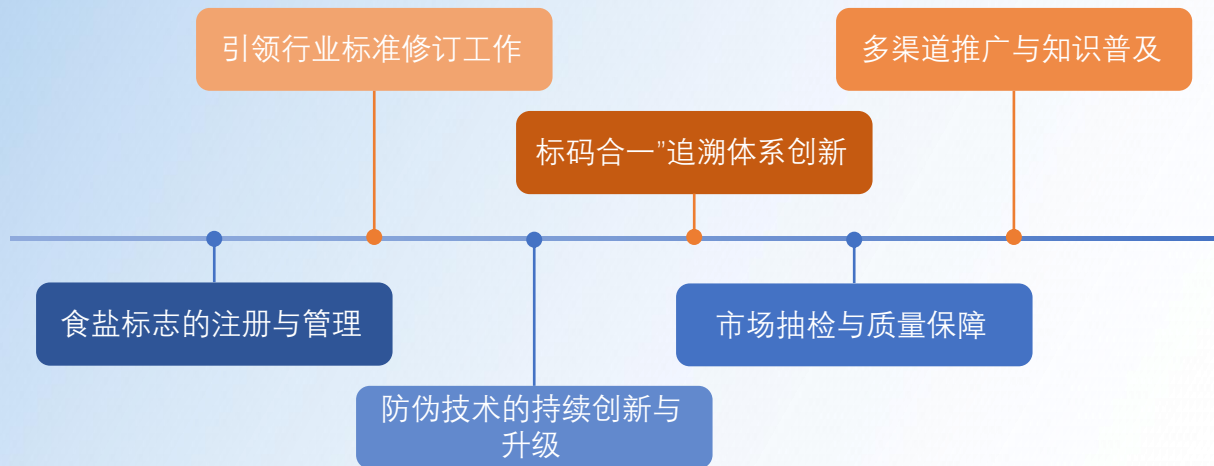 引领行业标准修订工作
多渠道推广与知识普及
标码合一”追溯体系创新
食盐标志的注册与管理
市场抽检与质量保障
防伪技术的持续创新与
升级